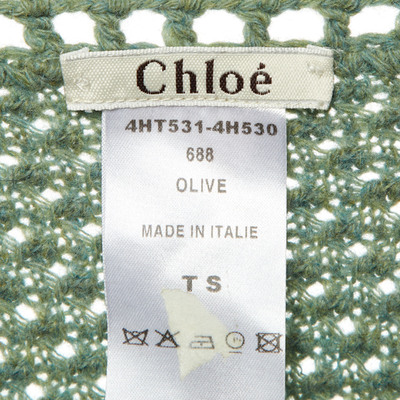 Chloé
4HT531-4H530
688
OLIVE
MADE IN ITALIE
T S